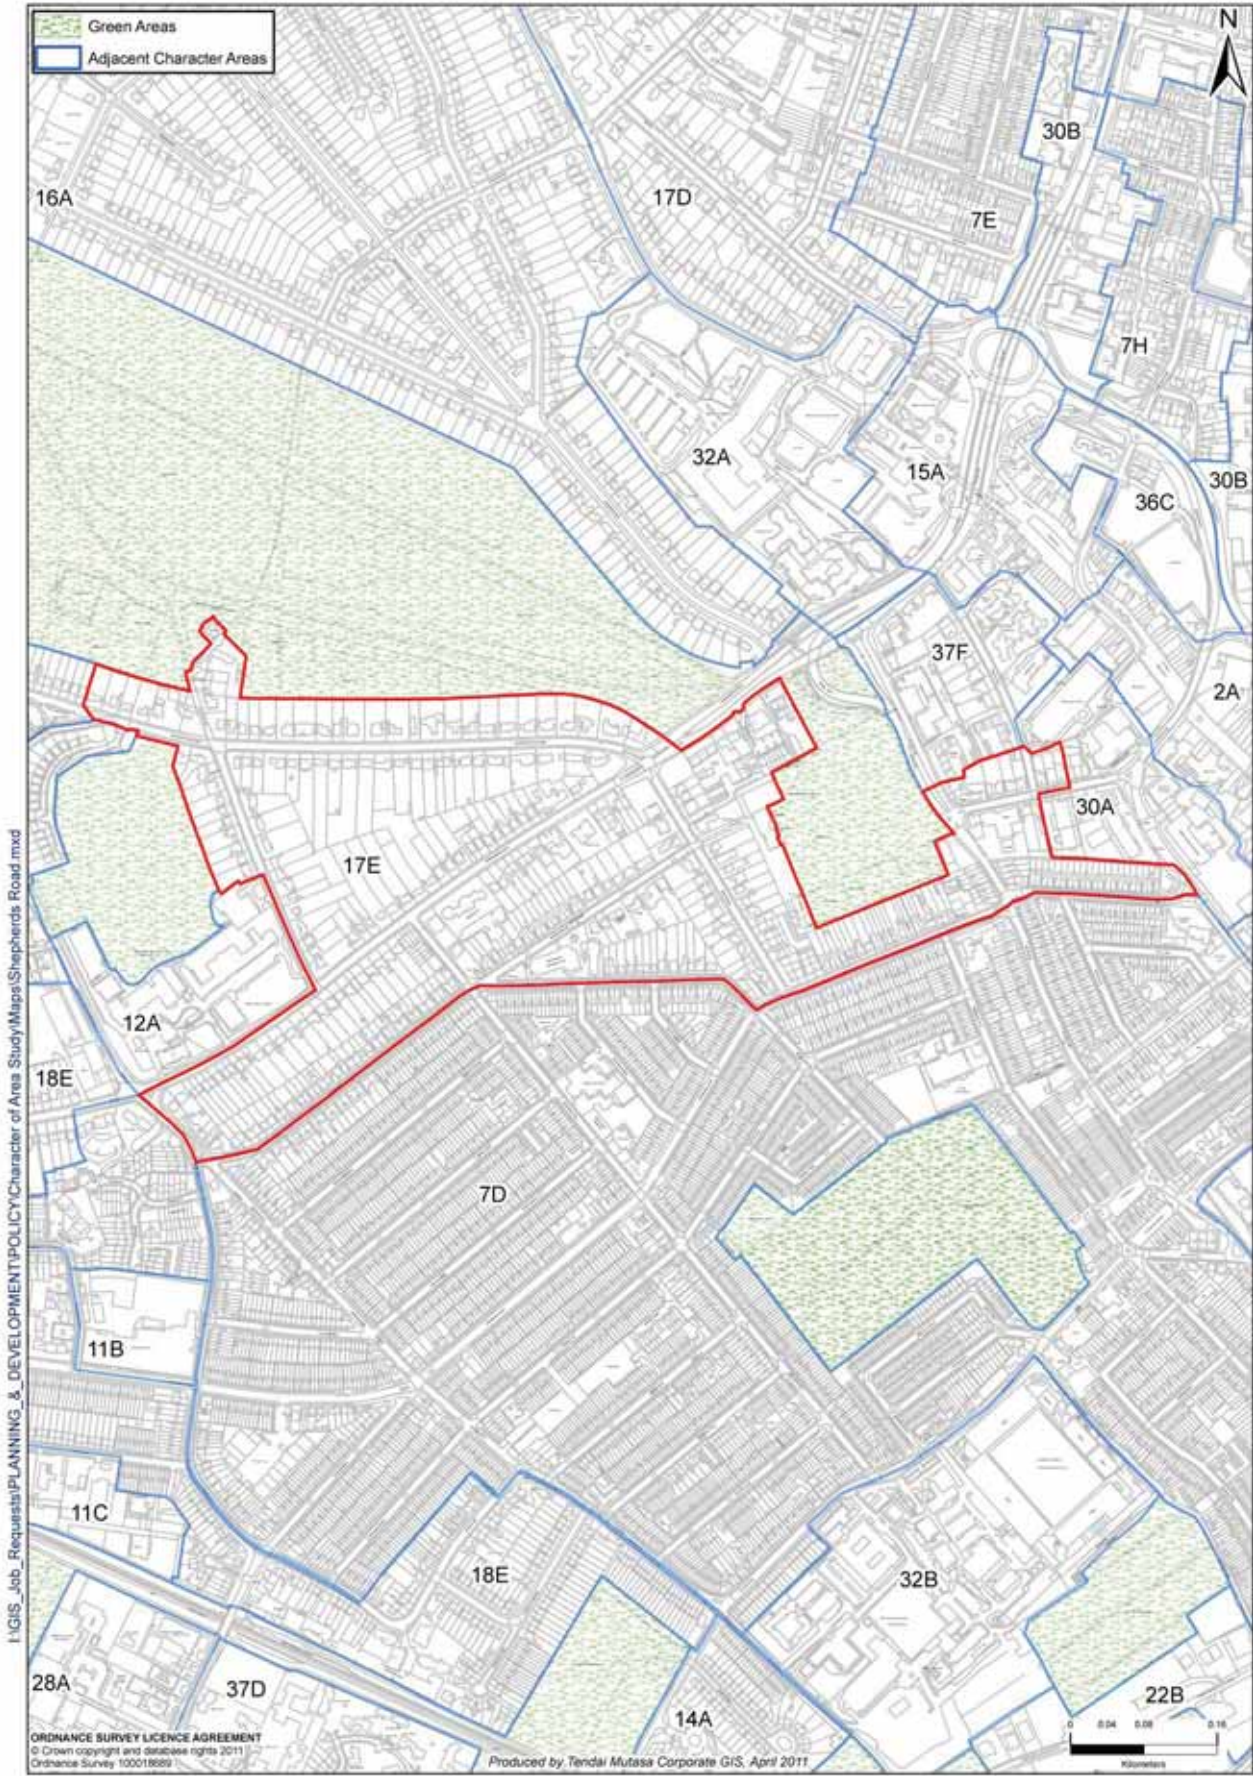 Green Areas
Adjacent Character Areas
N
30B
16A
17D
7E
7H
32A
15A
30B
36C
37F
2A
30A
17E
12A
18E
7D
11B
11C
18E
32B
28A
37D
14A
22B
I:\GIS_Job_Requests\PLANNING_&_DEVELOPMENT\POLICY\Character of Area Study\Maps\Shepherds Road.mxd
ORDNANCE SURVEY LICENCE AGREEMENT
© Crown copyright and database rights 2011
Ordnance Survey 100018689
Produced by Tendai Mutasa Corporate GIS, April 2011
0 0.04 0.08 0.16
Kilometers